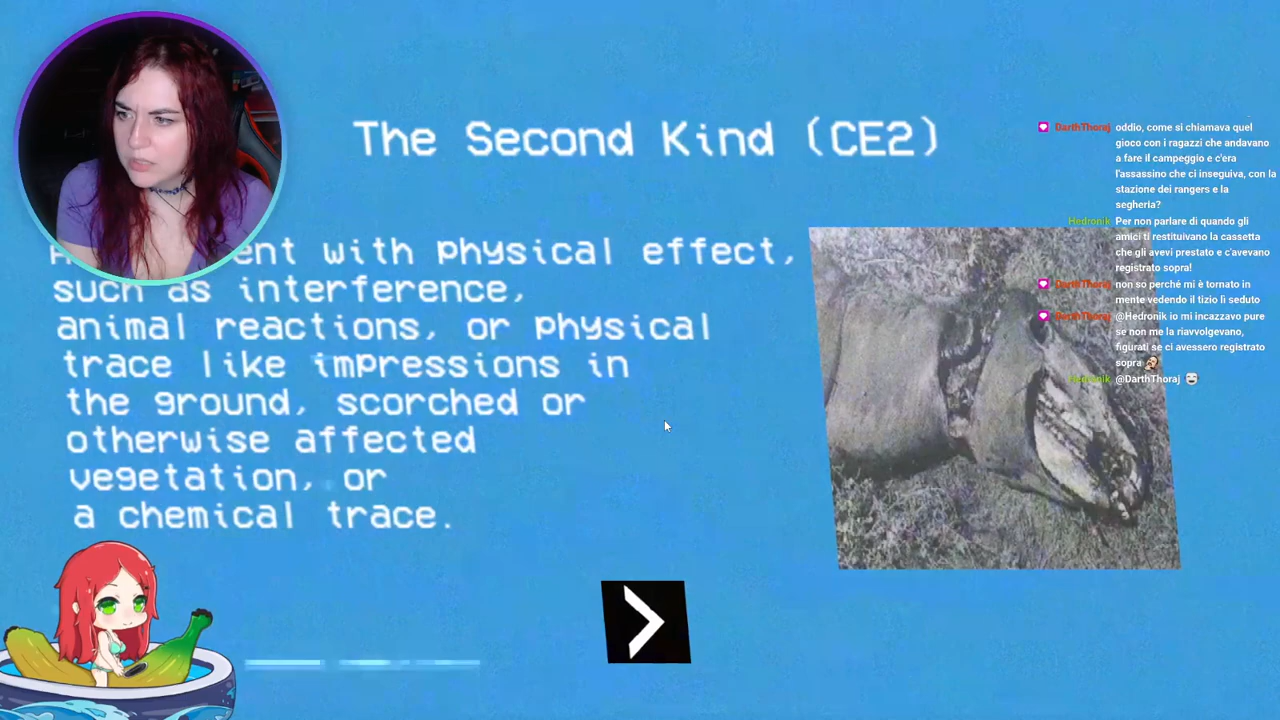 The Second Kind (CE2)
ent with physical effect,
such as interference,
animal reactions, or physical
trace like impressions in
the ground, scorched or
otherwise affected
vegetation, or
a chemical trace.
DarthThoraj oddio, come si chiamava quel
gioco con i ragazzi che andavano
a fare il campeggio e c'era
l'assassino che ci inseguiva, con la
stazione dei rangers e la
segheria?
Hedronik Per non parlare di quando gli
amici ti restituivano la cassetta
che gli avevi prestato e c'avevano
registrato sopra!
DarthThoraj non so perché mi è tornato in
mente vedendo il tizio lì seduto
DarthThoraj @Hedronik io mi incazzavo pure
se non me la riavvolgevano,
figurati se ci avessero registrato
sopra
Hedronik @DarthThoraj